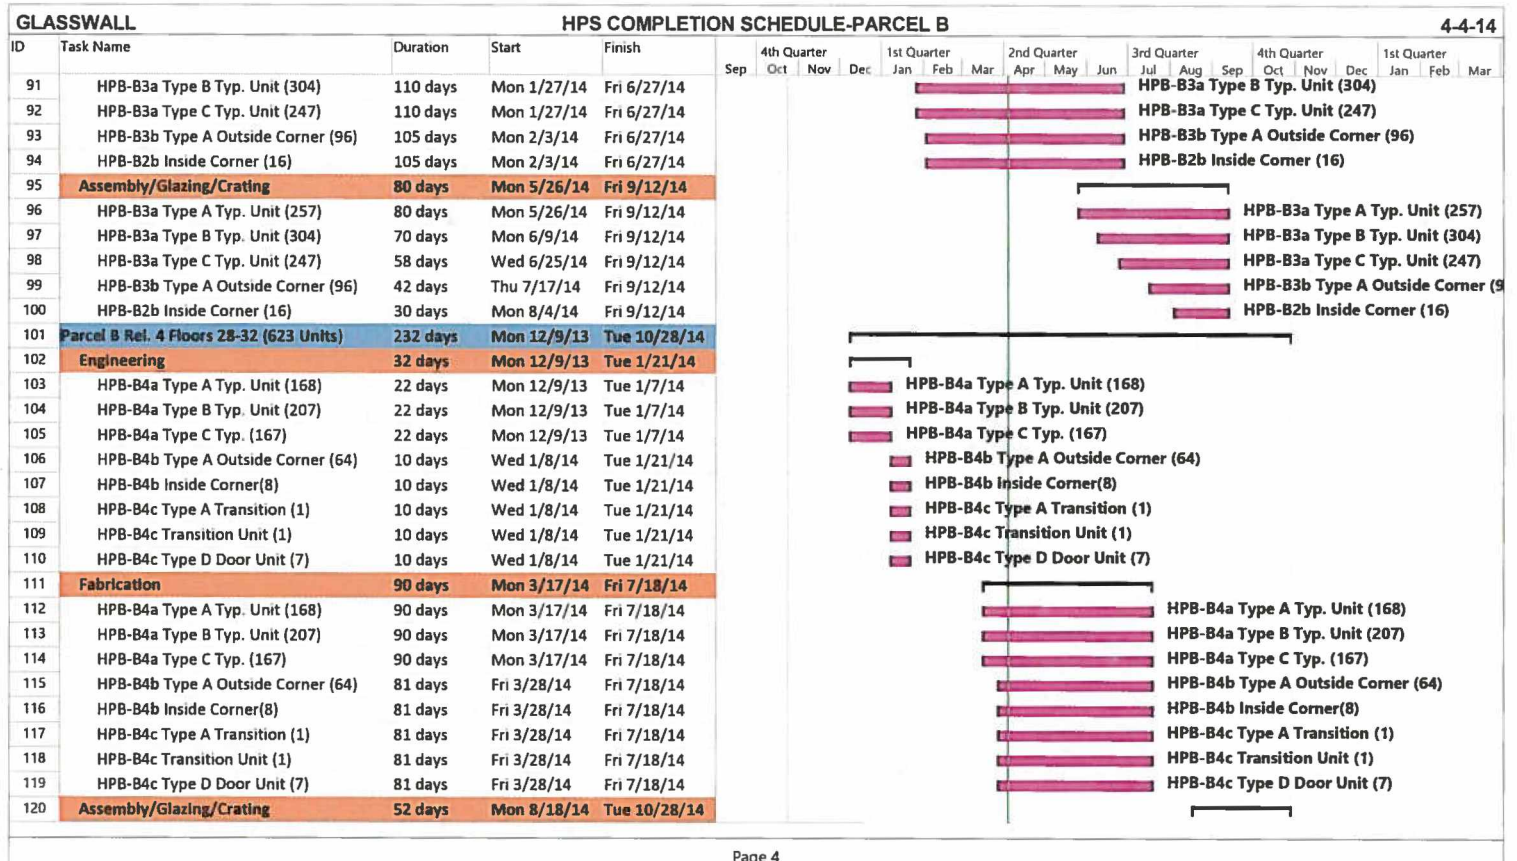 GLASSWALL HPS COMPLETION SCHEDULE-PARCEL B 4-4-14
ID Task Name Duration Start Finish 4th Quarter 1st Quarter 2nd Quarter 3rd Quarter 4th Quarter 1st Quarter
Sep Oct Nov Dec Jan Feb Mar Apr May Jun Jul Aug Sep Oct Nov Dec Jan Feb Mar
91 HPB-B3a Type B Typ. Unit (304) 110 days Mon 1/27/14 Fri 6/27/14 HPB-B3a Type B Typ. Unit (304)
92 HPB-B3a Type C Typ. Unit (247) 110 days Mon 1/27/14 Fri 6/27/14 HPB-B3a Type C Typ. Unit (247)
93 HPB-B3b Type A Outside Corner (96) 105 days Mon 2/3/14 Fri 6/27/14 HPB-B3b Type A Outside Corner (96)
94 HPB-B2b Inside Corner (16) 105 days Mon 2/3/14 Fri 6/27/14 HPB-B2b Inside Corner (16)
95 Assembly/Glazing/Crating 80 days Mon 5/26/14 Fri 9/12/14
96 HPB-B3a Type A Typ. Unit (257) 80 days Mon 5/26/14 Fri 9/12/14 HPB-B3a Type A Typ. Unit (257)
97 HPB-B3a Type B Typ. Unit (304) 70 days Mon 6/9/14 Fri 9/12/14 HPB-B3a Type B Typ. Unit (304)
98 HPB-B3a Type C Typ. Unit (247) 58 days Wed 6/25/14 Fri 9/12/14 HPB-B3a Type C Typ. Unit (247)
99 HPB-B3b Type A Outside Corner (96) 42 days Thu 7/17/14 Fri 9/12/14 HPB-B3b Type A Outside Corner (9
100 HPB-B2b Inside Corner (16) 30 days Mon 8/4/14 Fri 9/12/14 HPB-B2b Inside Corner (16)
101 Parcel B Rel. 4 Floors 28-32 (623 Units) 232 days Mon 12/9/13 Tue 10/28/14
102 Engineering 32 days Mon 12/9/13 Tue 1/21/14
103 HPB-B4a Type A Typ. Unit (168) 22 days Mon 12/9/13 Tue 1/7/14 HPB-B4a Type A Typ. Unit (168)
104 HPB-B4a Type B Typ. Unit (207) 22 days Mon 12/9/13 Tue 1/7/14 HPB-B4a Type B Typ. Unit (207)
105 HPB-B4a Type C Typ. (167) 22 days Mon 12/9/13 Tue 1/7/14 HPB-B4a Type C Typ. (167)
106 HPB-B4b Type A Outside Corner (64) 10 days Wed 1/8/14 Tue 1/21/14 HPB-B4b Type A Outside Corner (64)
107 HPB-B4b Inside Corner(8) 10 days Wed 1/8/14 Tue 1/21/14 HPB-B4b Inside Corner(8)
108 HPB-B4c Type A Transition (1) 10 days Wed 1/8/14 Tue 1/21/14 HPB-B4c Type A Transition (1)
109 HPB-B4c Transition Unit (1) 10 days Wed 1/8/14 Tue 1/21/14 HPB-B4c Transition Unit (1)
110 HPB-B4c Type D Door Unit (7) 10 days Wed 1/8/14 Tue 1/21/14 HPB-B4c Type D Door Unit (7)
111 Fabrication 90 days Mon 3/17/14 Fri 7/18/14
112 HPB-B4a Type A Typ. Unit (168) 90 days Mon 3/17/14 Fri 7/18/14 HPB-B4a Type A Typ. Unit (168)
113 HPB-B4a Type B Typ. Unit (207) 90 days Mon 3/17/14 Fri 7/18/14 HPB-B4a Type B Typ. Unit (207)
114 HPB-B4a Type C Typ. (167) 90 days Mon 3/17/14 Fri 7/18/14 HPB-B4a Type C Typ. (167)
115 HPB-B4b Type A Outside Corner (64) 81 days Fri 3/28/14 Fri 7/18/14 HPB-B4b Type A Outside Corner (64)
116 HPB-B4b Inside Corner(8) 81 days Fri 3/28/14 Fri 7/18/14 HPB-B4b Inside Corner(8)
117 HPB-B4c Type A Transition (1) 81 days Fri 3/28/14 Fri 7/18/14 HPB-B4c Type A Transition (1)
118 HPB-B4c Transition Unit (1) 81 days Fri 3/28/14 Fri 7/18/14 HPB-B4c Transition Unit (1)
119 HPB-B4c Type D Door Unit (7) 81 days Fri 3/28/14 Fri 7/18/14 HPB-B4c Type D Door Unit (7)
120 Assembly/Glazing/Crating 52 days Mon 8/18/14 Tue 10/28/14
Page 4